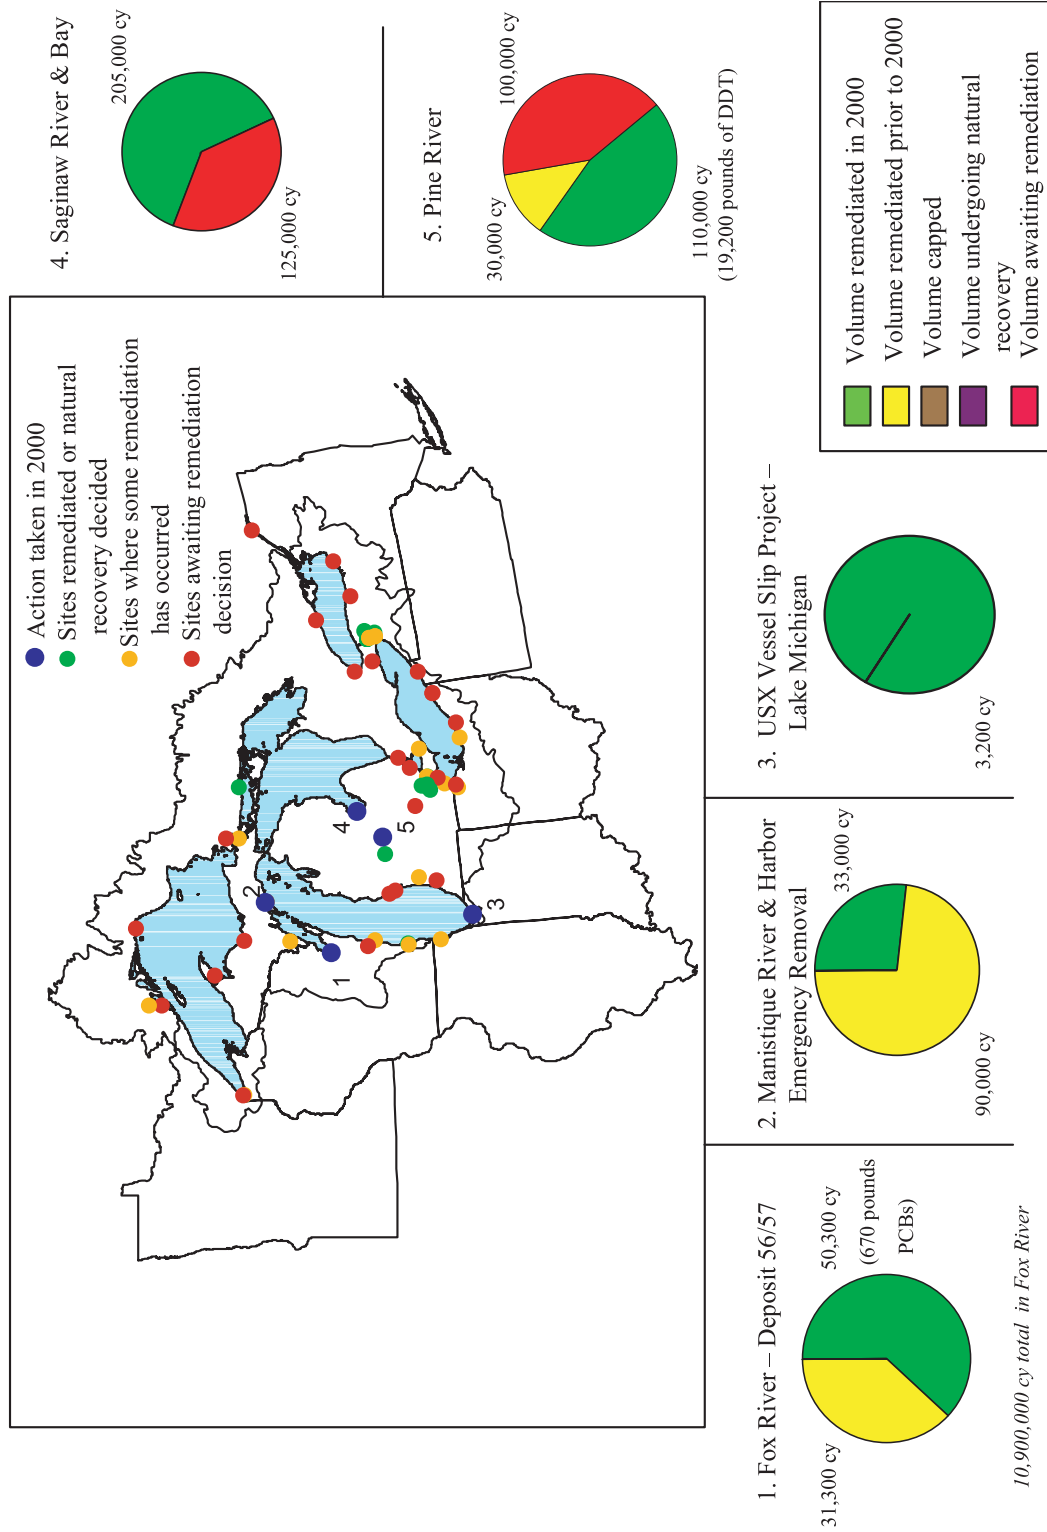 Action taken in 2000
Sites remediated or natural
recovery decided
Sites where some remediation
has occurred
Sites awaiting remediation
decision
1
2
3
4
5
4. Saginaw River & Bay
205,000 cy
125,000 cy
5. Pine River
100,000 cy
30,000 cy
110,000 cy
(19,200 pounds of DDT)
1. Fox River – Deposit 56/57
50,300 cy
(670 pounds
PCBs)
31,300 cy
10,900,000 cy total in Fox River
2. Manistique River & Harbor
Emergency Removal
33,000 cy
90,000 cy
3. USX Vessel Slip Project –
Lake Michigan
3,200 cy
Volume remediated in 2000
Volume remediated prior to 2000
Volume capped
Volume undergoing natural
recovery
Volume awaiting remediation